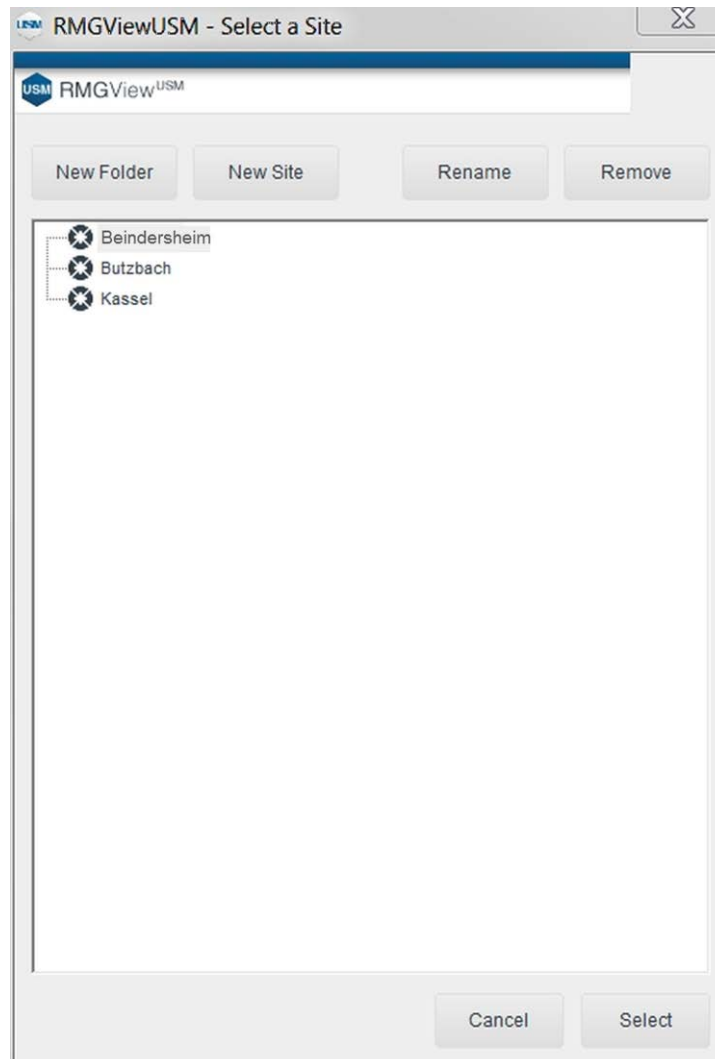 USM RMGViewUSM - Select a Site
USM RMGViewUSM
New Folder New Site Rename Remove
Beindersheim
Butzbach
Kassel
Cancel Select